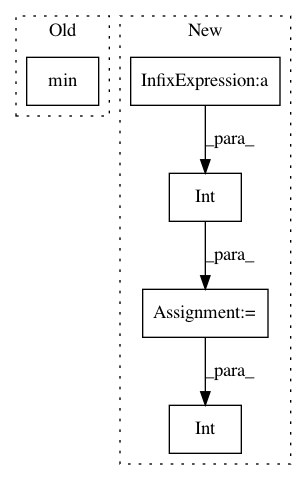 Old
New
min
InfixExpression:a
_para_
Int
_para_
Assignment:=
_para_
Int